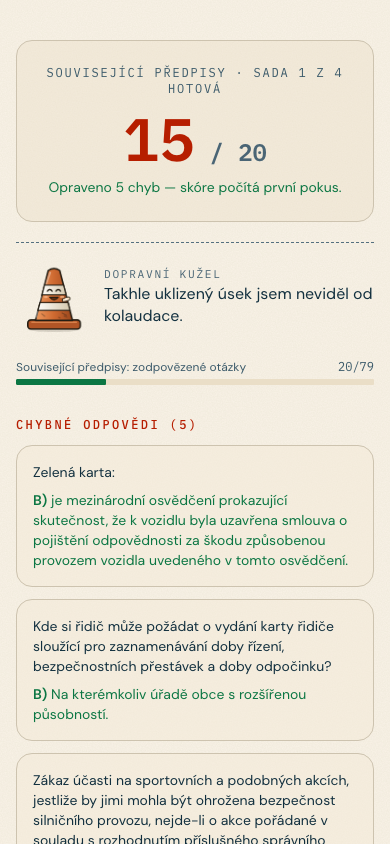 SOUVISEJÍCÍ PŘEDPISY · SADA 1 Z 4
HOTOVÁ
15 / 20
Opraveno 5 chyb — skóre počítá první pokus.
DOPRAVNÍ KUŽEL
Takhle uklizený úsek jsem neviděl od
kolaudace.
Související předpisy: zodpovězené otázky 20/79
CHYBNÉ ODPOVĚDI (5)
Zelená karta:
B) je mezinárodní osvědčení prokazující
skutečnost, že k vozidlu byla uzavřena smlouva o
pojištění odpovědnosti za škodu způsobenou
provozem vozidla uvedeného v tomto osvědčení.
Kde si řidič může požádat o vydání karty řidiče
sloužící pro zaznamenávání doby řízení,
bezpečnostních přestávek a doby odpočinku?
B) Na kterémkoliv úřadě obce s rozšířenou
působností.
Zákaz účasti na sportovních a podobných akcích,
jestliže by jimi mohla být ohrožena bezpečnost
silničního provozu, nejde-li o akce pořádané v
souladu s rozhodnutím příslušného správního